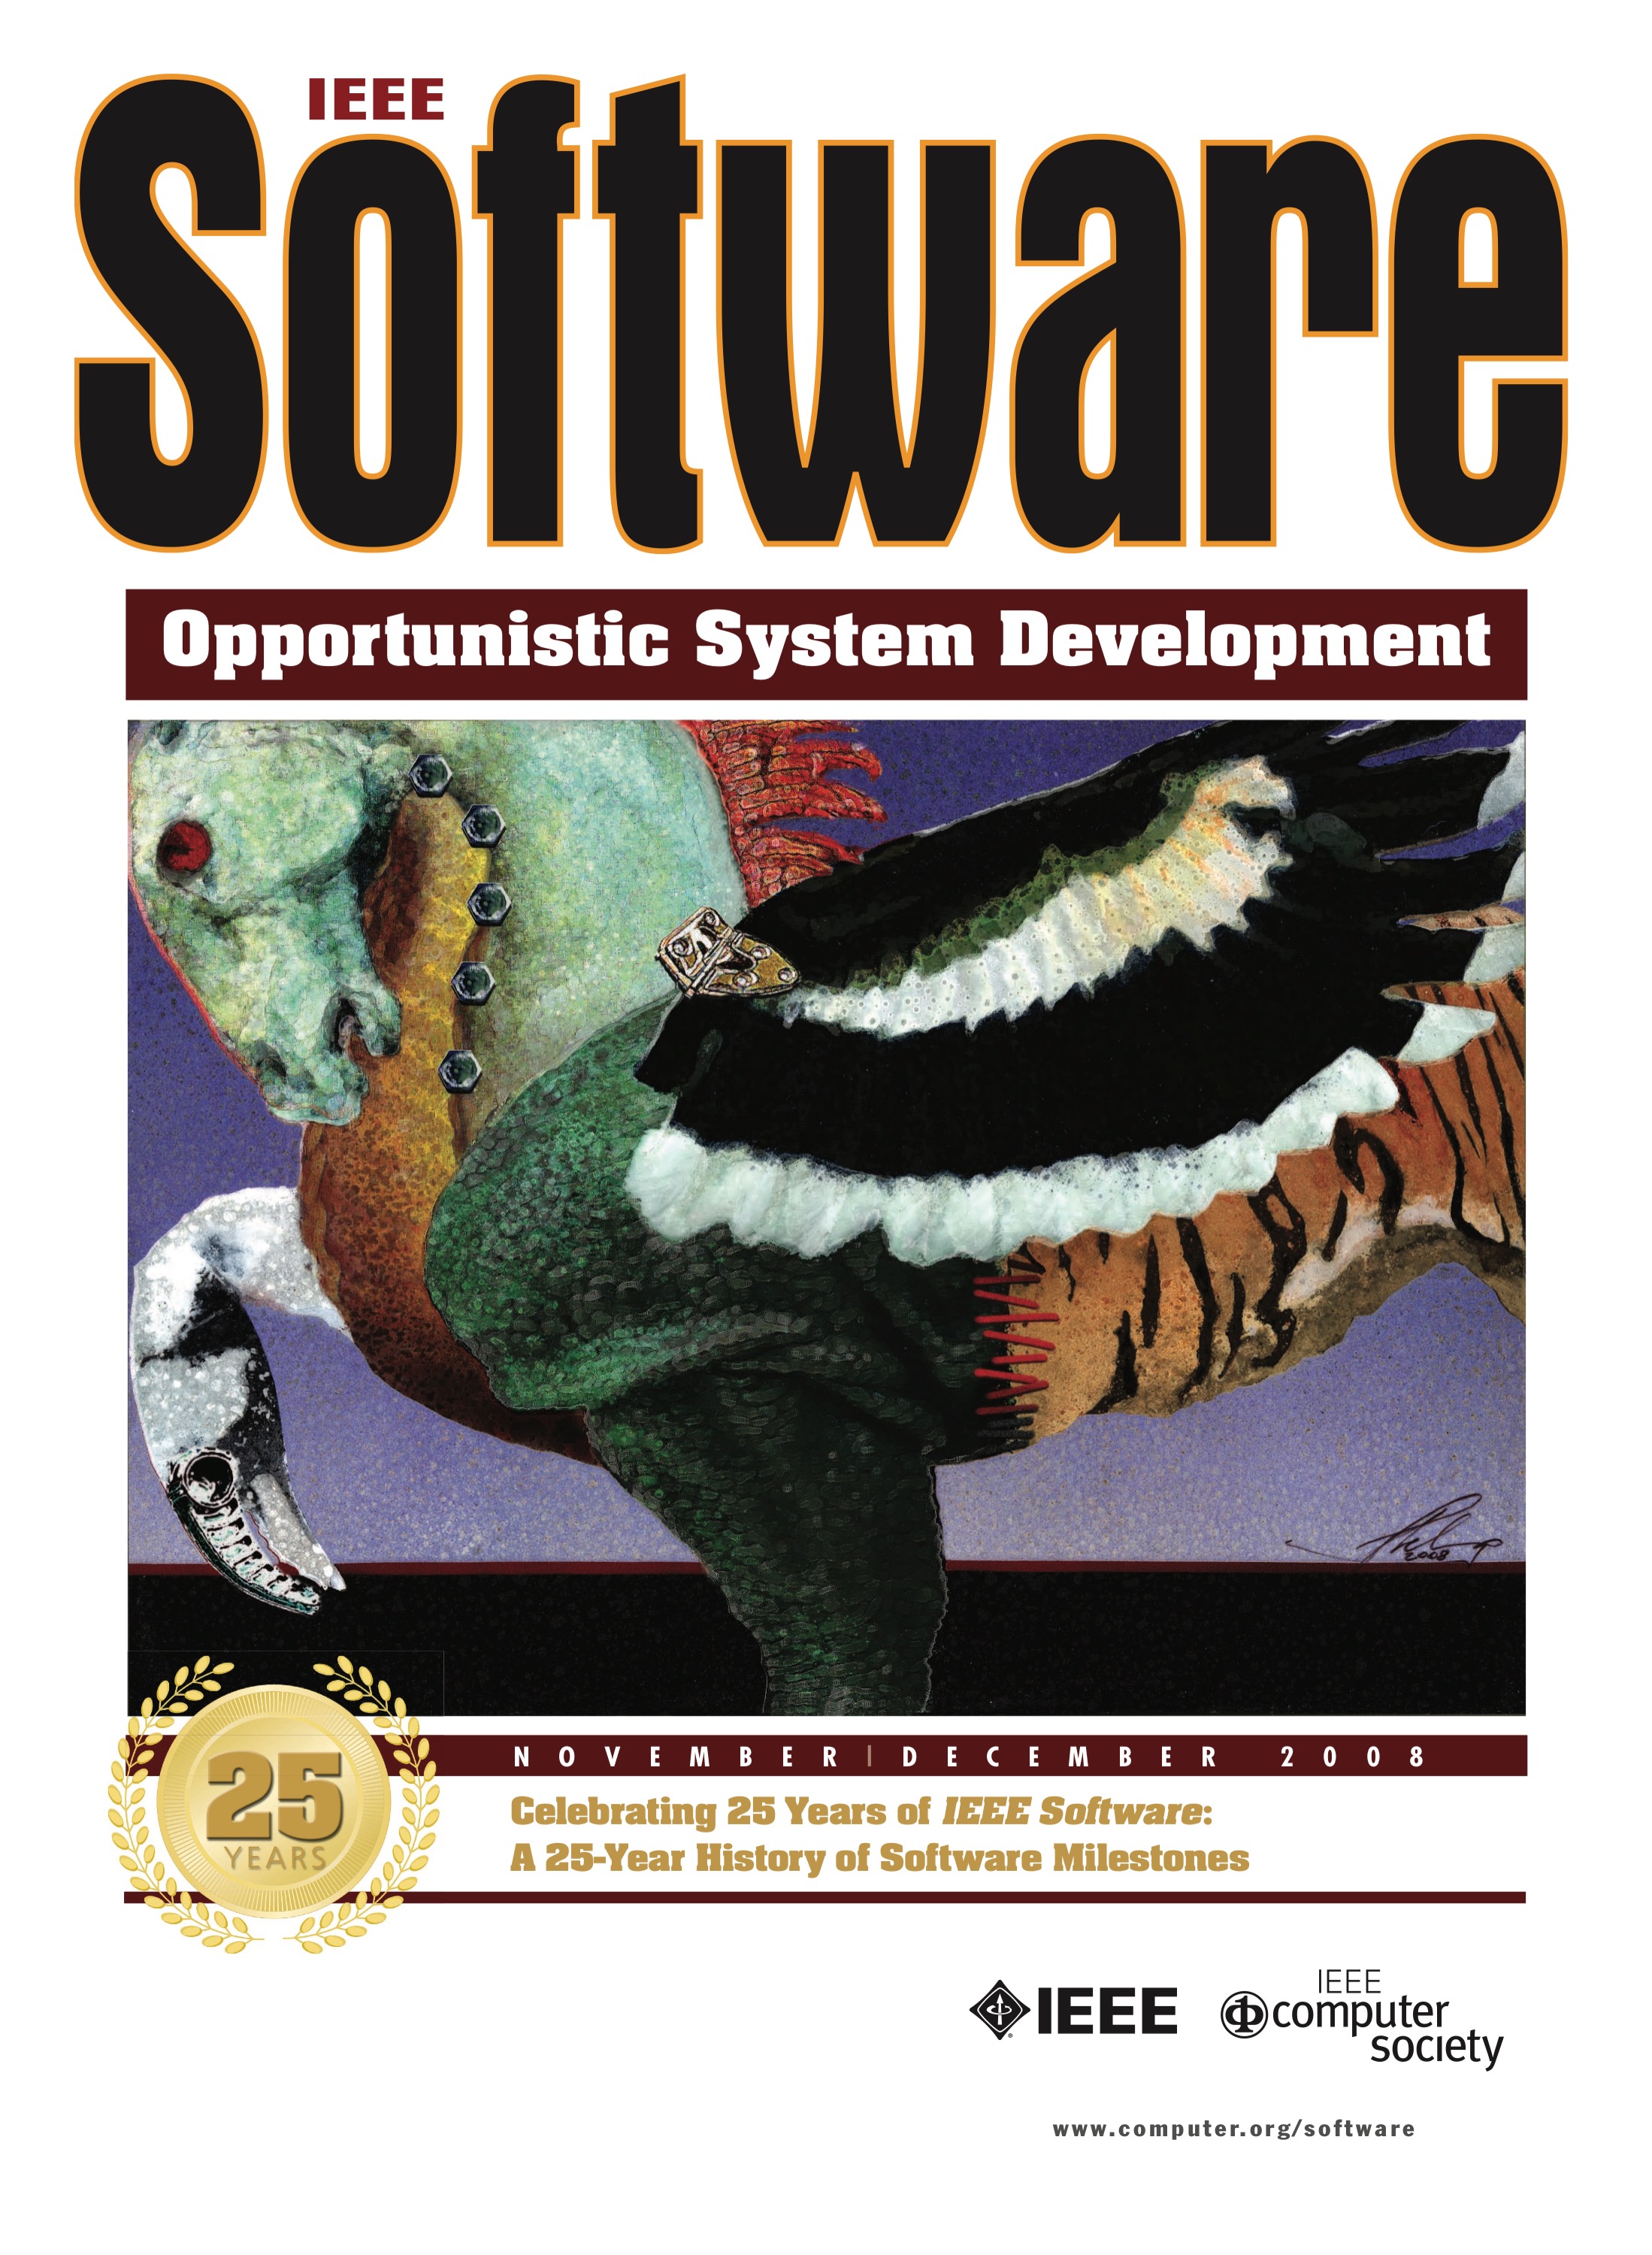 IEEE
Software
Opportunistic System Development
2008
NOVEMBER | DECEMBER 2008
25
YEARS
Celebrating 25 Years of IEEE Software:
A 25-Year History of Software Milestones
IEEE
IEEE
computer
society
www.computer.org/software